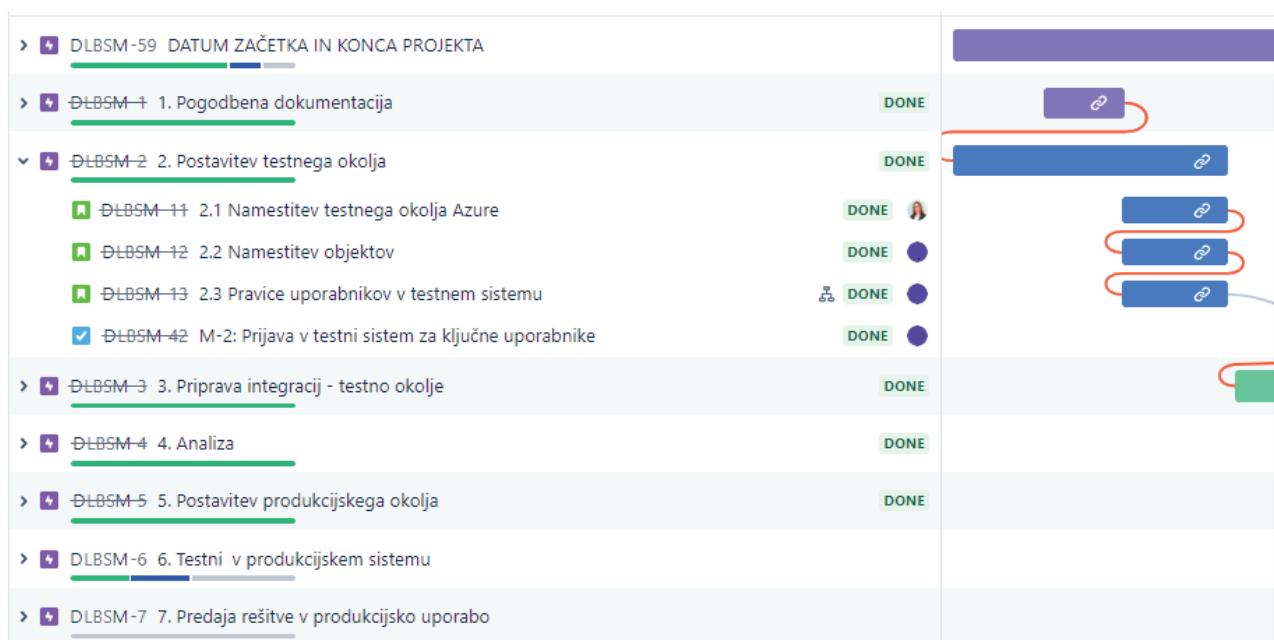 DLBSM-59 DATUM ZAČETKA IN KONCA PROJEKTA
DLBSM-1 1. Pogodbena dokumentacija DONE
DLBSM-2 2. Postavitev testnega okolja DONE
DLBSM-11 2.1 Namestitev testnega okolja Azure DONE
DLBSM-12 2.2 Namestitev objektov DONE
DLBSM-13 2.3 Pravice uporabnikov v testnem sistemu DONE
DLBSM-42 M-2: Prijava v testni sistem za ključne uporabnike DONE
DLBSM-3 3. Priprava integracij - testno okolje DONE
DLBSM-4 4. Analiza DONE
DLBSM-5 5. Postavitev produkcijskega okolja DONE
DLBSM-6 6. Testni v produkcijskem sistemu
DLBSM-7 7. Predaja rešitve v produkcijsko uporabo